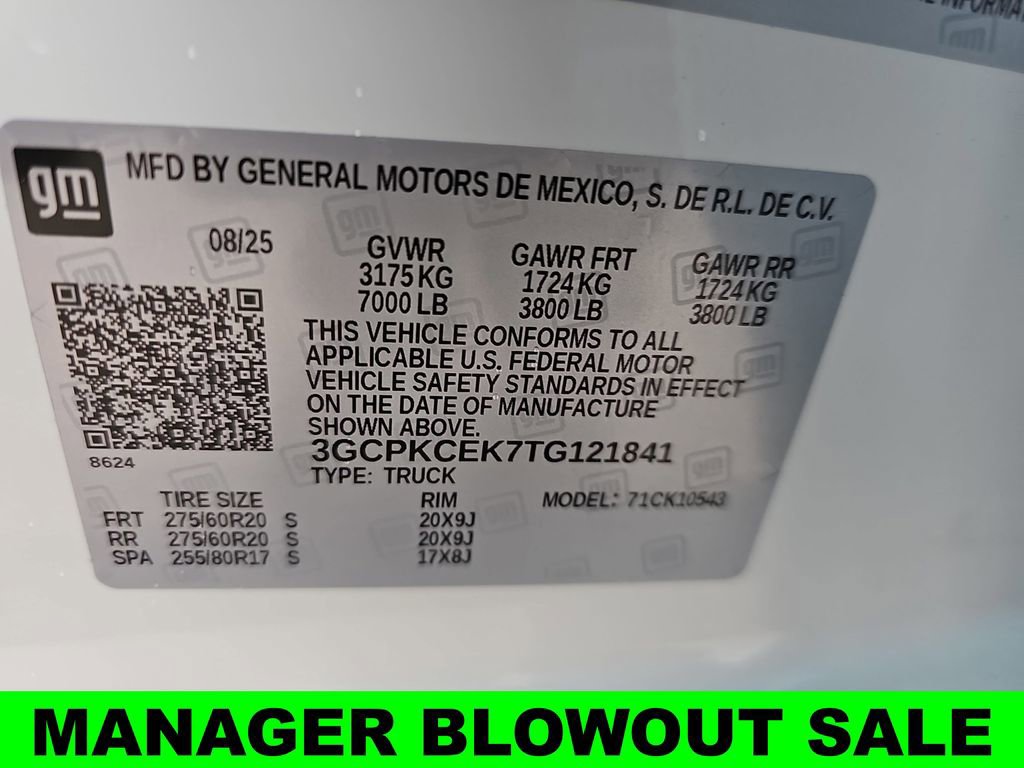 INFORMA
gm
MFD BY GENERAL MOTORS DE MEXICO, S. DE R.L. DE C.V.
08/25 GVWR GAWR FRT GAWR RR
3175 KG 1724 KG 1724 KG
7000 LB 3800 LB 3800 LB
THIS VEHICLE CONFORMS TO ALL
APPLICABLE U.S. FEDERAL MOTOR
VEHICLE SAFETY STANDARDS IN EFFECT
ON THE DATE OF MANUFACTURE
SHOWN ABOVE.
8624 3GCPKCEK7TG121841
TYPE: TRUCK
TIRE SIZE RIM MODEL: 71CK10543
FRT 275/60R20 S 20X9J
RR 275/60R20 S 20X9J
SPA 255/80R17 S 17X8J
MANAGER BLOWOUT SALE